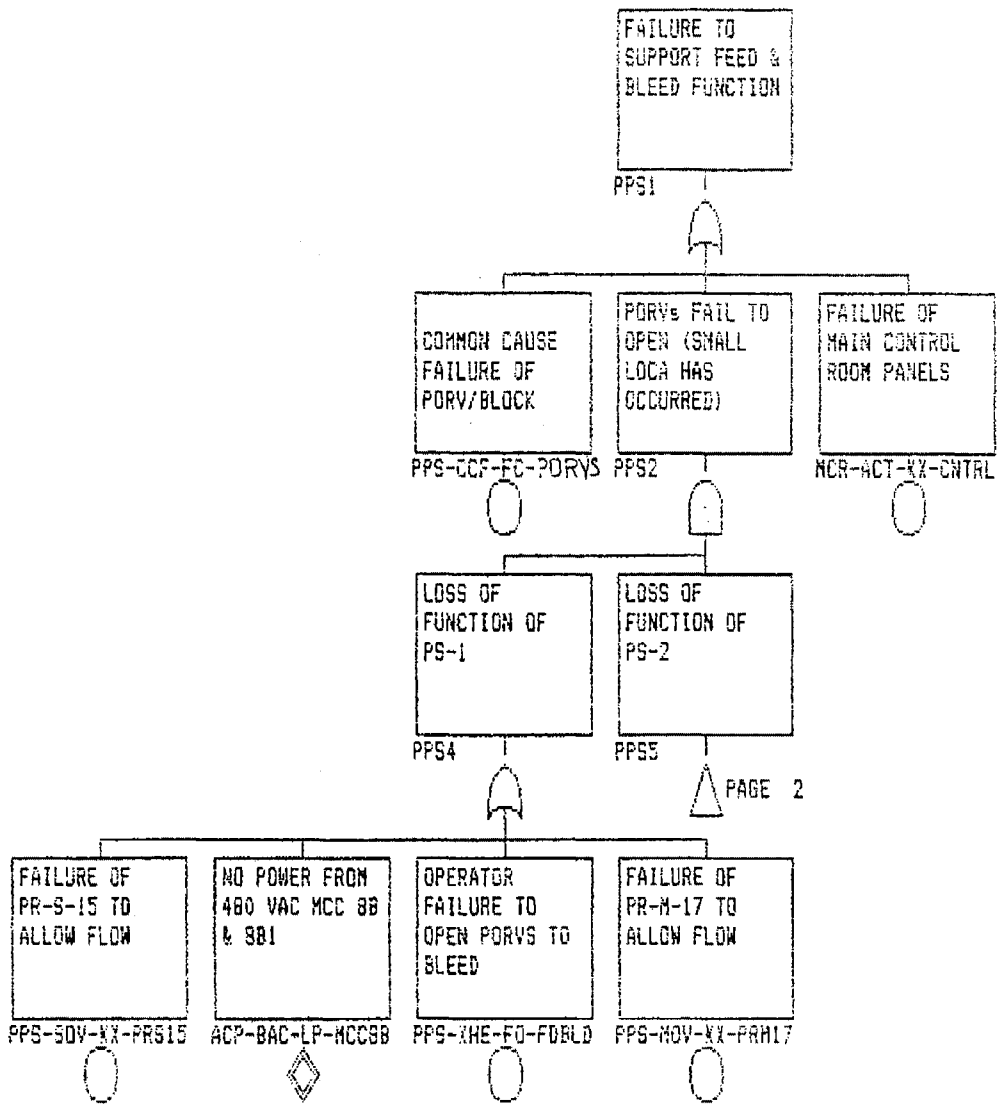 FAILURE TO
SUPPORT FEED &
BLEED FUNCTION
PPS1
COMMON CAUSE
FAILURE OF
PORV/BLOCK
PPS-CCF-FC-PORVS
PORVs FAIL TO
OPEN (SMALL
LOCA HAS
OCCURRED)
PPS2
FAILURE OF
MAIN CONTROL
ROOM PANELS
MCR-ACT-XX-CNTRL
LOSS OF
FUNCTION OF
PS-1
PPS4
LOSS OF
FUNCTION OF
PS-2
PPS5
PAGE 2
FAILURE OF
PR-S-15 TO
ALLOW FLOW
PPS-SOV-XX-PRS15
NO POWER FROM
480 VAC MCC 9B
& 9B1
ACP-BAC-LP-MCC9B
OPERATOR
FAILURE TO
OPEN PORVS TO
BLEED
PPS-XHE-FO-FDBLD
FAILURE OF
PR-M-17 TO
ALLOW FLOW
PPS-MOV-XX-PRM17